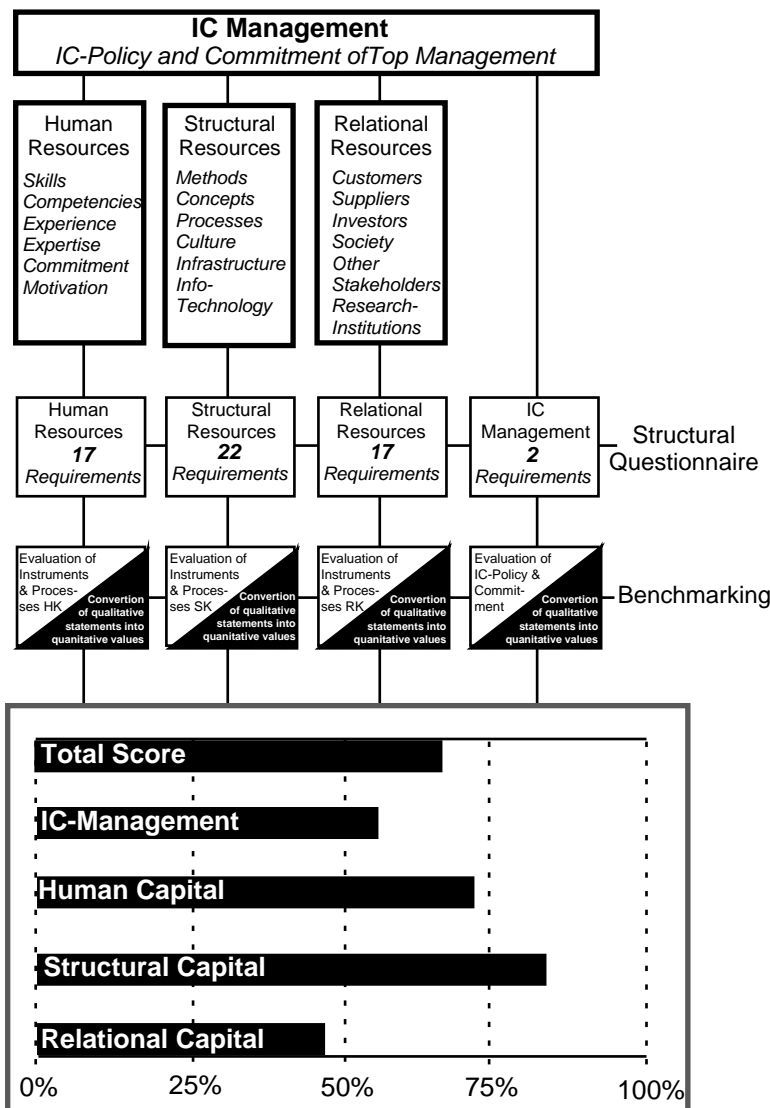 IC Management
IC-Policy and Commitment ofTop Management
Human
Resources
Skills
Competencies
Experience
Expertise
Commitment
Motivation
Structural
Resources
Methods
Concepts
Processes
Culture
Infrastructure
Info-
Technology
Relational
Resources
Customers
Suppliers
Investors
Society
Other
Stakeholders
Research-
Institutions
Human
Resources
17
Requirements
Structural
Resources
22
Requirements
Relational
Resources
17
Requirements
IC
Management
2
Requirements
Structural
Questionnaire
Evaluation of
Instruments
& Proces-
ses HK
Convertion
of qualitative
statements into
quanitative values
Evaluation of
Instruments
& Proces-
ses SK
Convertion
of qualitative
statements into
quanitative values
Evaluation of
Instruments
& Proces-
ses RK
Convertion
of qualitative
statements into
quanitative values
Evaluation of
IC-Policy &
Commit-
ment
Convertion
of qualitative
statements into
quanitative values
Benchmarking
Total Score
IC-Management
Human Capital
Structural Capital
Relational Capital
0% 25% 50% 75% 100%